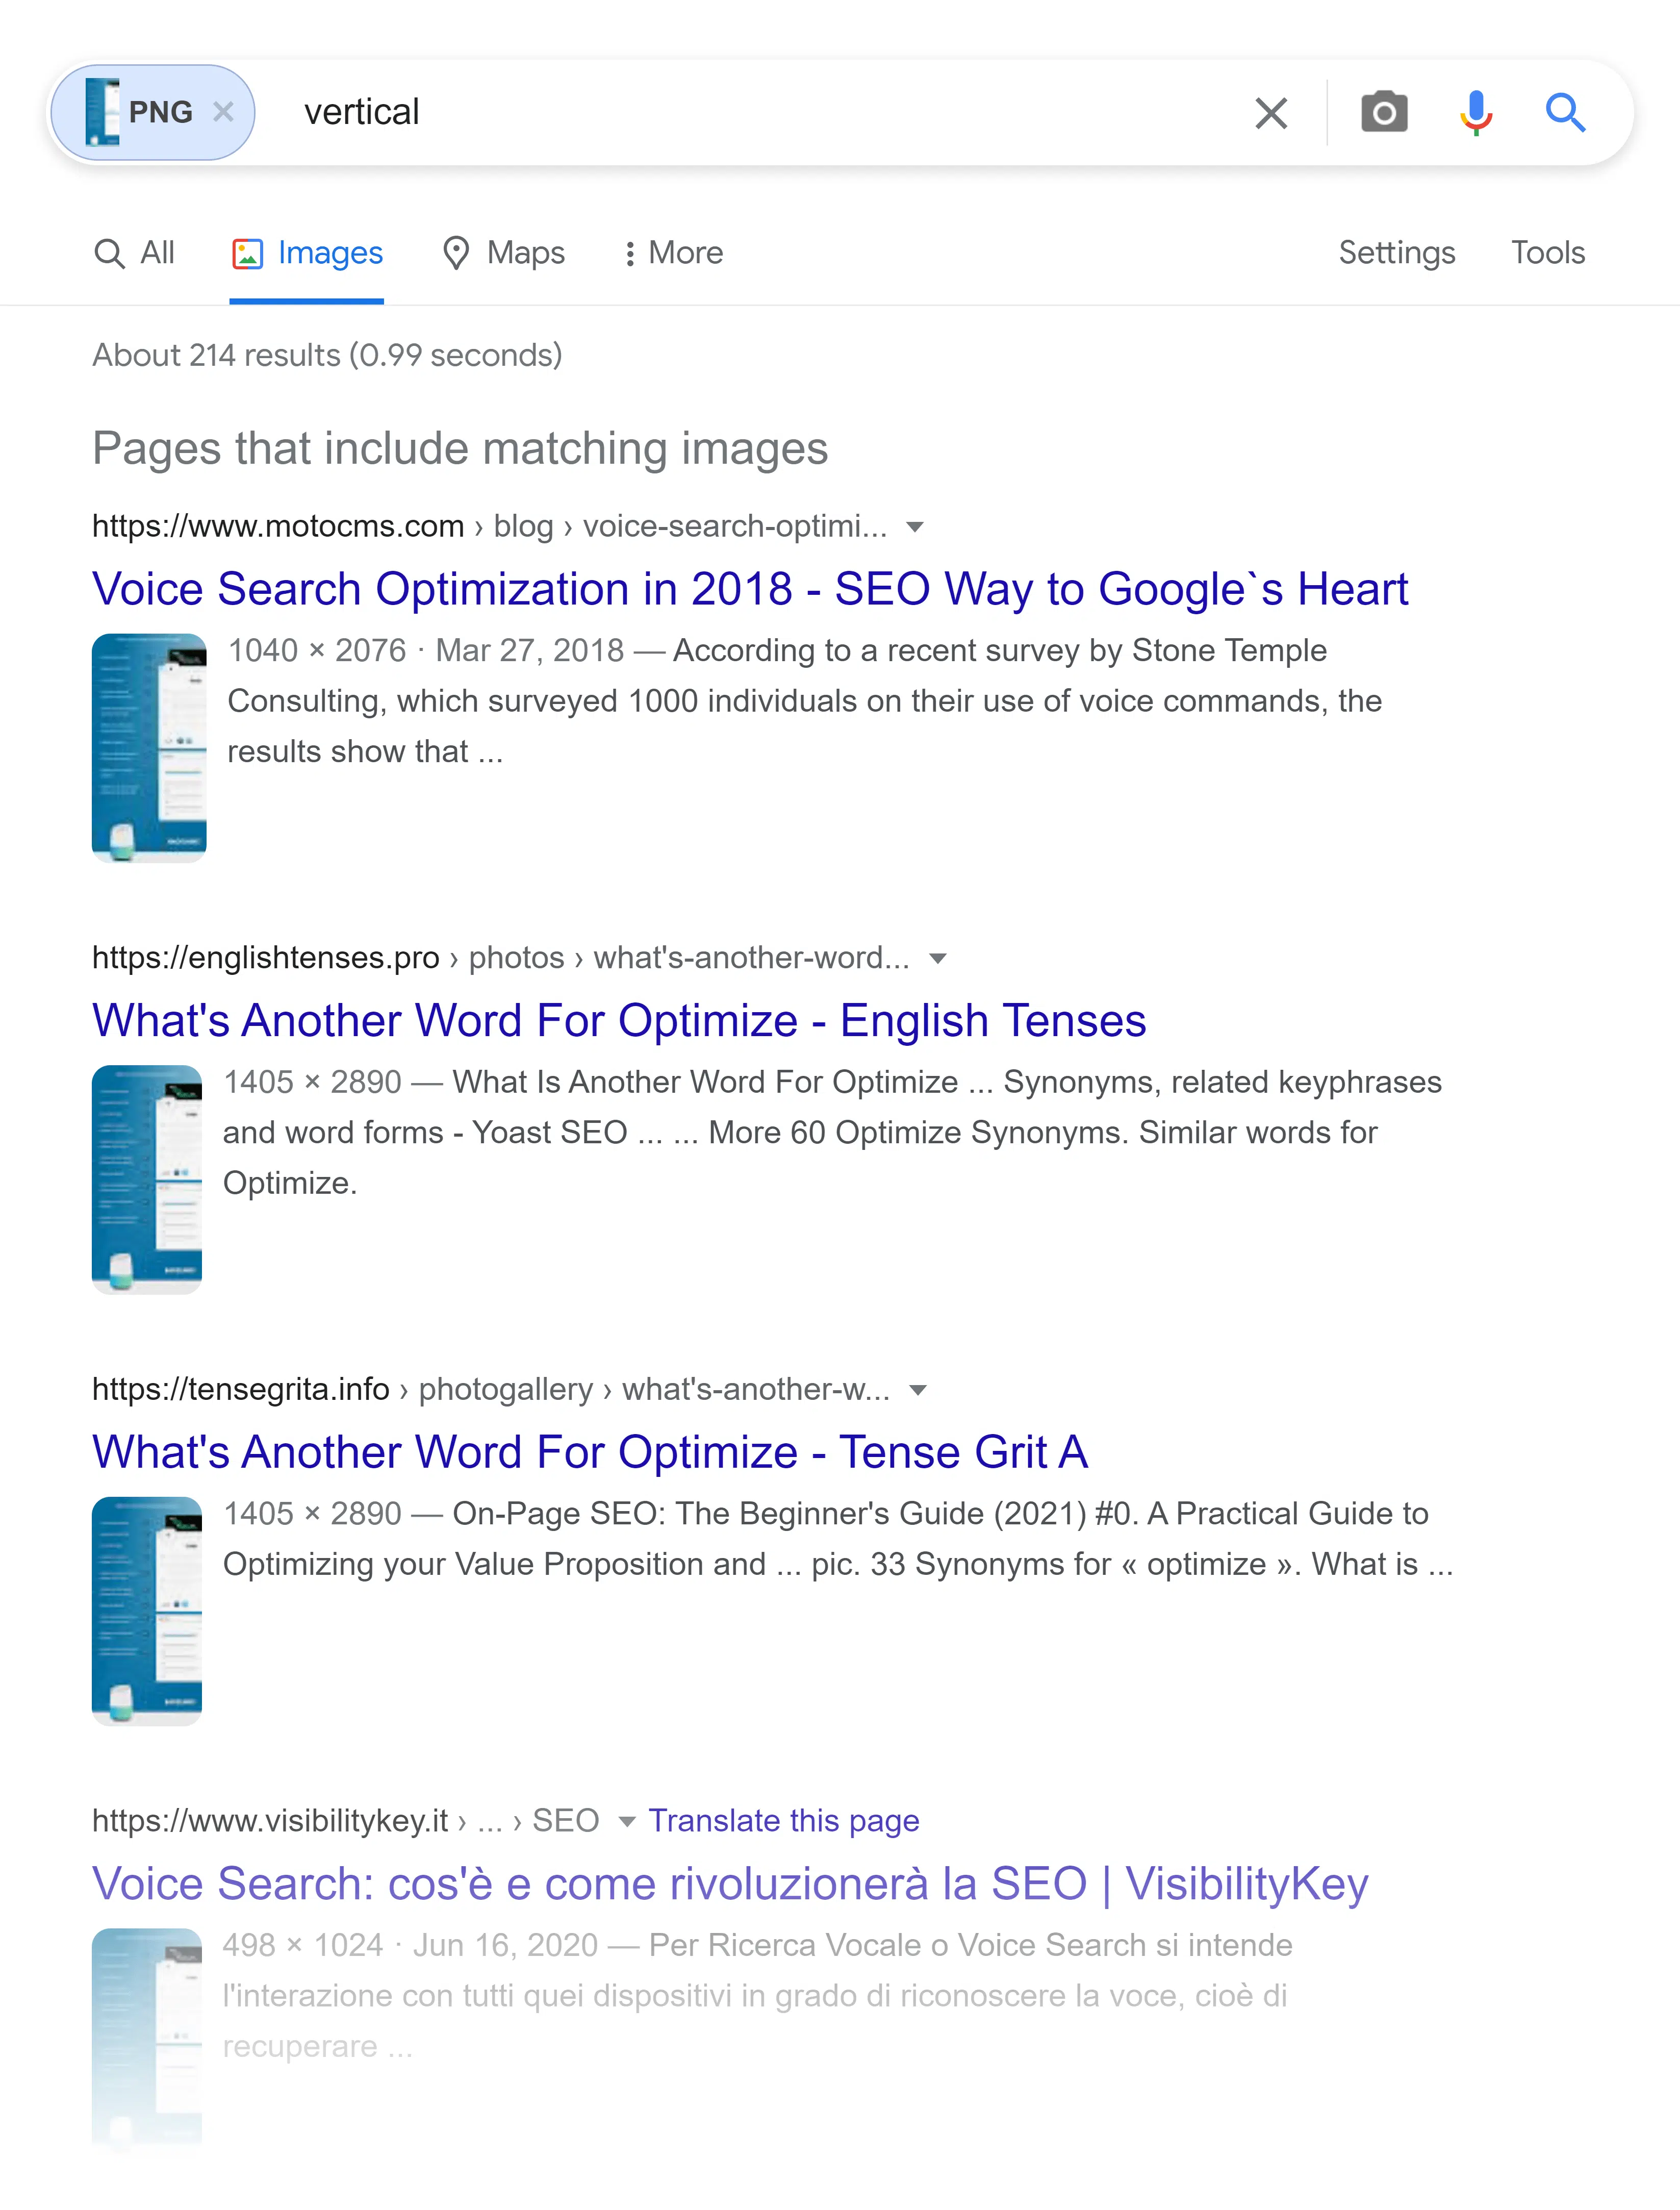 PNG vertical
All Images Maps More Settings Tools
About 214 results (0.99 seconds)
Pages that include matching images
https://www.motocms.com › blog › voice-search-optimi...
Voice Search Optimization in 2018 - SEO Way to Google`s Heart
1040 × 2076 · Mar 27, 2018 — According to a recent survey by Stone Temple
Consulting, which surveyed 1000 individuals on their use of voice commands, the
results show that ...
https://englishtenses.pro › photos › what's-another-word...
What's Another Word For Optimize - English Tenses
1405 × 2890 — What Is Another Word For Optimize ... Synonyms, related keyphrases
and word forms - Yoast SEO ... ... More 60 Optimize Synonyms. Similar words for
Optimize.
https://tensegrita.info › photogallery › what's-another-w...
What's Another Word For Optimize - Tense Grit A
1405 × 2890 — On-Page SEO: The Beginner's Guide (2021) #0. A Practical Guide to
Optimizing your Value Proposition and ... pic. 33 Synonyms for « optimize ». What is ...
https://www.visibilitykey.it › ... › SEO Translate this page
Voice Search: cos'è e come rivoluzionerà la SEO | VisibilityKey
498 × 1024 · Jun 16, 2020 — Per Ricerca Vocale o Voice Search si intende
l'interazione con tutti quei dispositivi in grado di riconoscere la voce, cioè di
recuperare ...